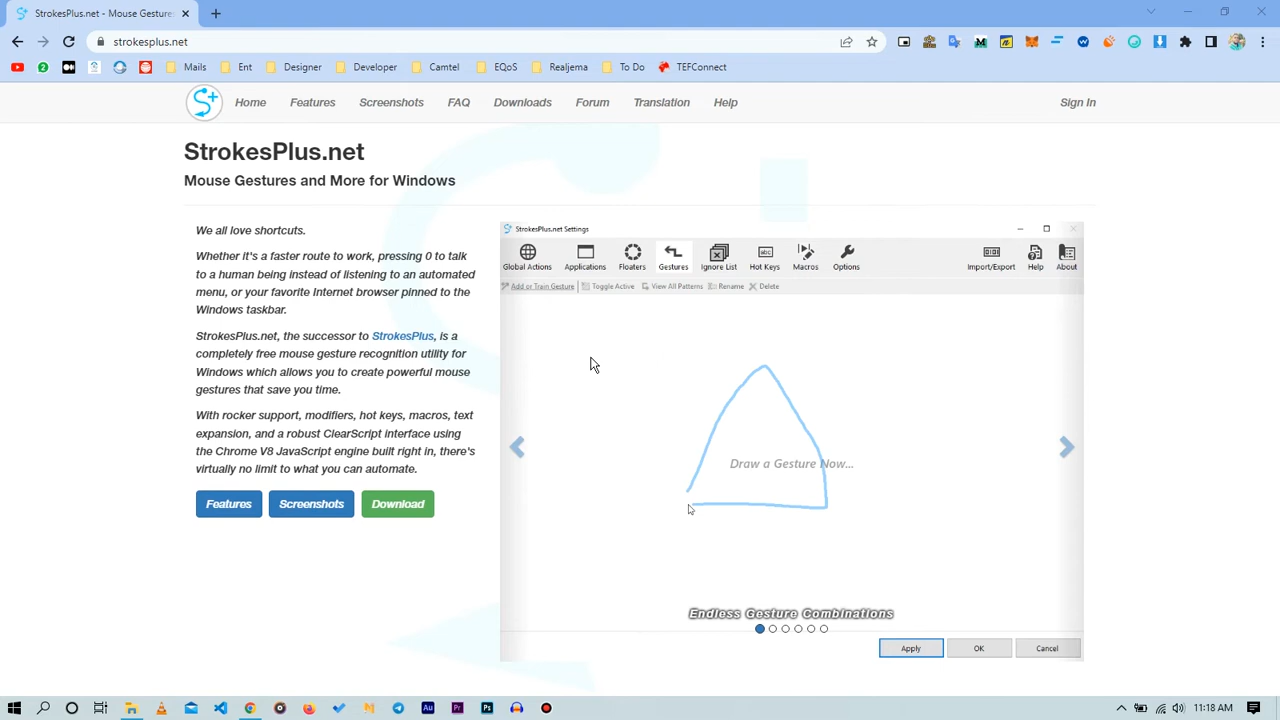 StrokesPlus.net - Mouse Gesture
strokesplus.net
Mails
Ent
Designer
Developer
Camtel
EQoS
Realjema
To Do
TEFConnect
Home
Features
Screenshots
FAQ
Downloads
Forum
Translation
Help
Sign In
StrokesPlus.net
Mouse Gestures and More for Windows
We all love shortcuts.
Whether it's a faster route to work, pressing 0 to talk
to a human being instead of listening to an automated
menu, or your favorite Internet browser pinned to the
Windows taskbar.
StrokesPlus.net, the successor to StrokesPlus, is a
completely free mouse gesture recognition utility for
Windows which allows you to create powerful mouse
gestures that save you time.
With rocker support, modifiers, hot keys, macros, text
expansion, and a robust ClearScript interface using
the Chrome V8 JavaScript engine built right in, there's
virtually no limit to what you can automate.
Features
Screenshots
Download
StrokesPlus.net Settings
Global Actions
Applications
Floaters
Gestures
Ignore List
Hot Keys
Macros
Options
Import/Export
Help
About
Add or Train Gesture
Toggle Active
View All Patterns
Rename
Delete
Draw a Gesture Now...
Endless Gesture Combinations
Apply
OK
Cancel
Au
Pr
Ps
11:18 AM